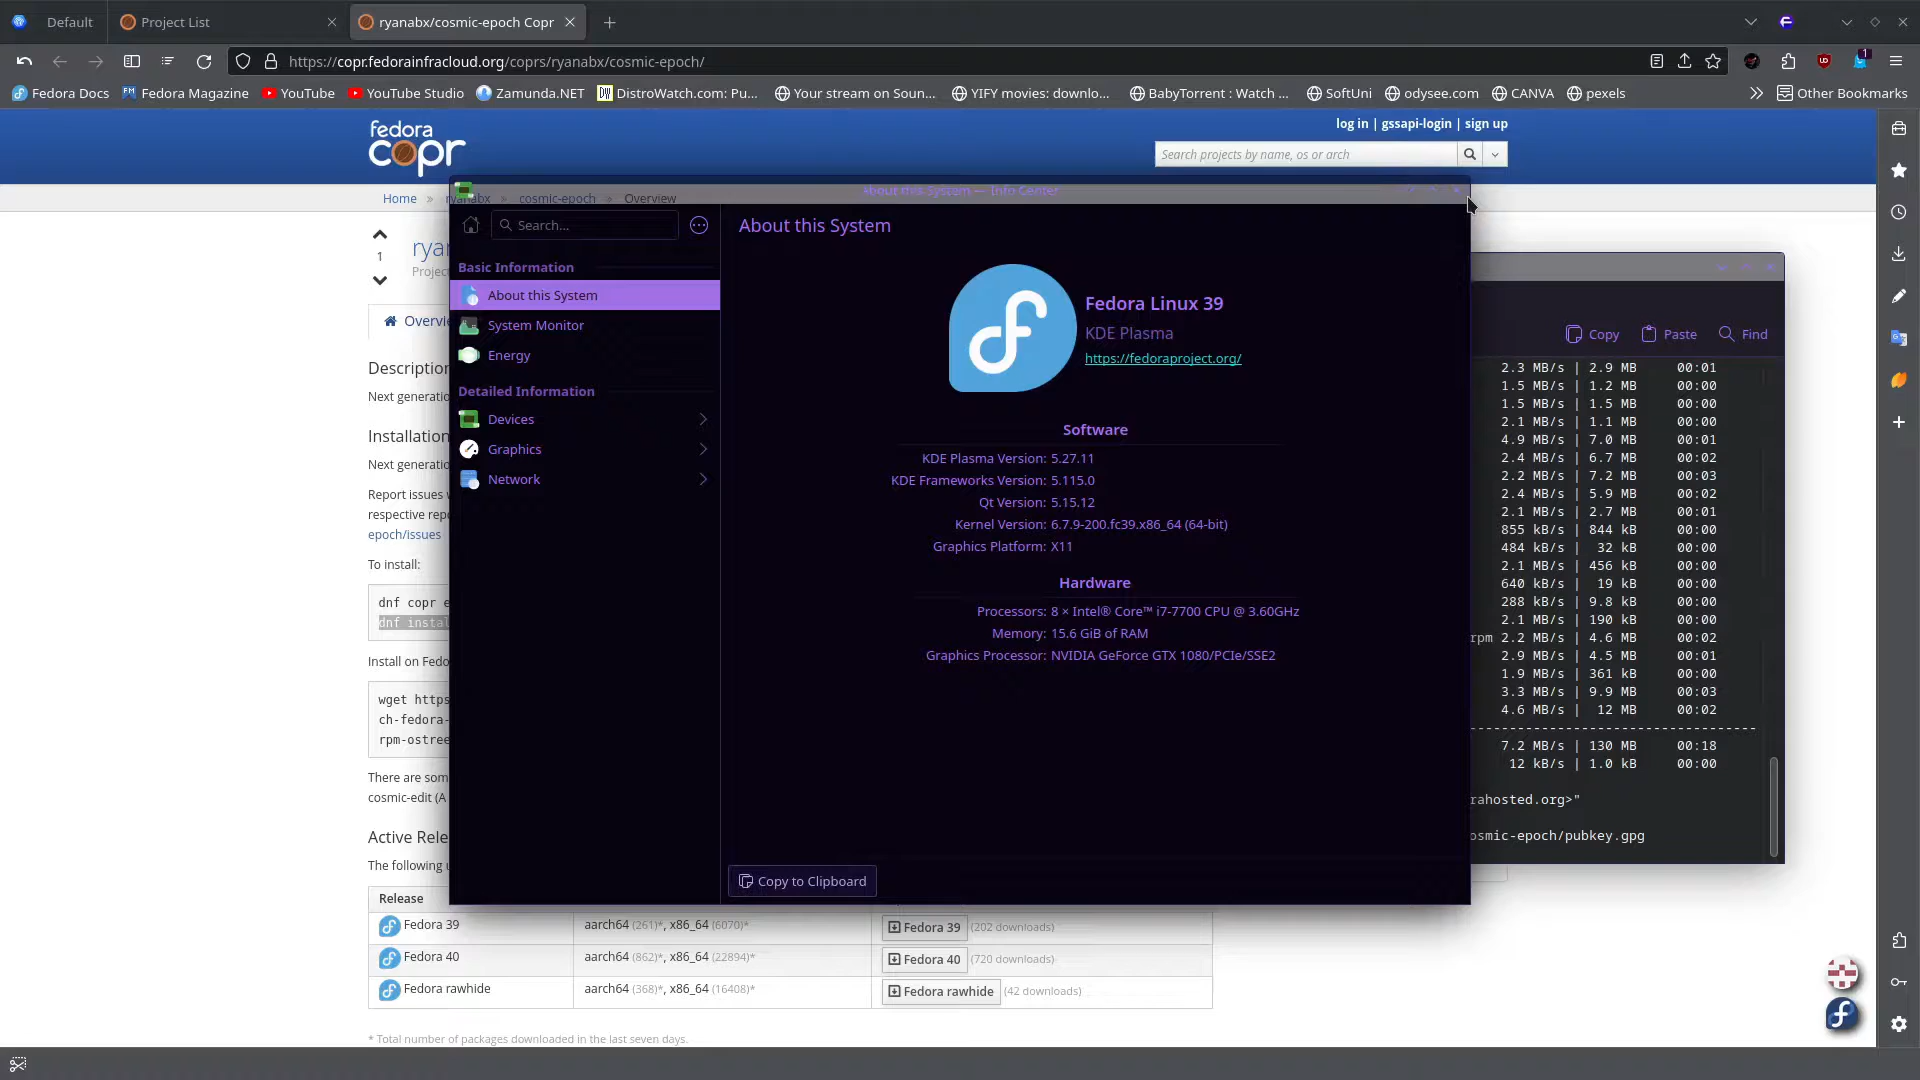 Default
Project List
ryanabx/cosmic-epoch Copr
https://copr.fedorainfracloud.org/coprs/ryanabx/cosmic-epoch/
1
Fedora Docs
Fedora Magazine
YouTube
YouTube Studio
Zamunda.NET
DistroWatch.com: Pu...
Your stream on Soun...
YIFY movies: downlo...
BabyTorrent : Watch ...
SoftUni
odysee.com
CANVA
pexels
Other Bookmarks
fedora
copr
log in | gssapi-login | sign up
Search projects by name, os or arch
Home » ryanabx » cosmic-epoch » Overview
1
rya
Projec
Overvi
Description
Next generatio
Installation
Next generatio
Report issues w
respective rep
epoch/issues
To install:
dnf copr e
dnf instal
Install on Fedo
wget https
ch-fedora-
rpm-ostree
There are som
cosmic-edit (A
Active Rele
The following u
Release
Fedora 39 aarch64 (261)*, x86_64 (6070)* Fedora 39 (202 downloads)
Fedora 40 aarch64 (862)*, x86_64 (22894)* Fedora 40 (720 downloads)
Fedora rawhide aarch64 (368)*, x86_64 (16408)* Fedora rawhide (42 downloads)
* Total number of packages downloaded in the last seven days.
About this System — Info Center
Search...
Basic Information
About this System
System Monitor
Energy
Detailed Information
Devices
Graphics
Network
About this System
Fedora Linux 39
KDE Plasma
https://fedoraproject.org/
Software
KDE Plasma Version: 5.27.11
KDE Frameworks Version: 5.115.0
Qt Version: 5.15.12
Kernel Version: 6.7.9-200.fc39.x86_64 (64-bit)
Graphics Platform: X11
Hardware
Processors: 8 × Intel® Core™ i7-7700 CPU @ 3.60GHz
Memory: 15.6 GiB of RAM
Graphics Processor: NVIDIA GeForce GTX 1080/PCIe/SSE2
Copy to Clipboard
Copy
Paste
Find
2.3 MB/s | 2.9 MB 00:01
1.5 MB/s | 1.2 MB 00:00
1.5 MB/s | 1.5 MB 00:00
2.1 MB/s | 1.1 MB 00:00
4.9 MB/s | 7.0 MB 00:01
2.4 MB/s | 6.7 MB 00:02
2.2 MB/s | 7.2 MB 00:03
2.4 MB/s | 5.9 MB 00:02
2.1 MB/s | 2.7 MB 00:01
855 kB/s | 844 kB 00:00
484 kB/s | 32 kB 00:00
2.1 MB/s | 456 kB 00:00
640 kB/s | 19 kB 00:00
288 kB/s | 9.8 kB 00:00
2.1 MB/s | 190 kB 00:00
rpm 2.2 MB/s | 4.6 MB 00:02
2.9 MB/s | 4.5 MB 00:01
1.9 MB/s | 361 kB 00:00
3.3 MB/s | 9.9 MB 00:03
4.6 MB/s | 12 MB 00:02
--------------------------------------
7.2 MB/s | 130 MB 00:18
12 kB/s | 1.0 kB 00:00
rahosted.org>"
osmic-epoch/pubkey.gpg